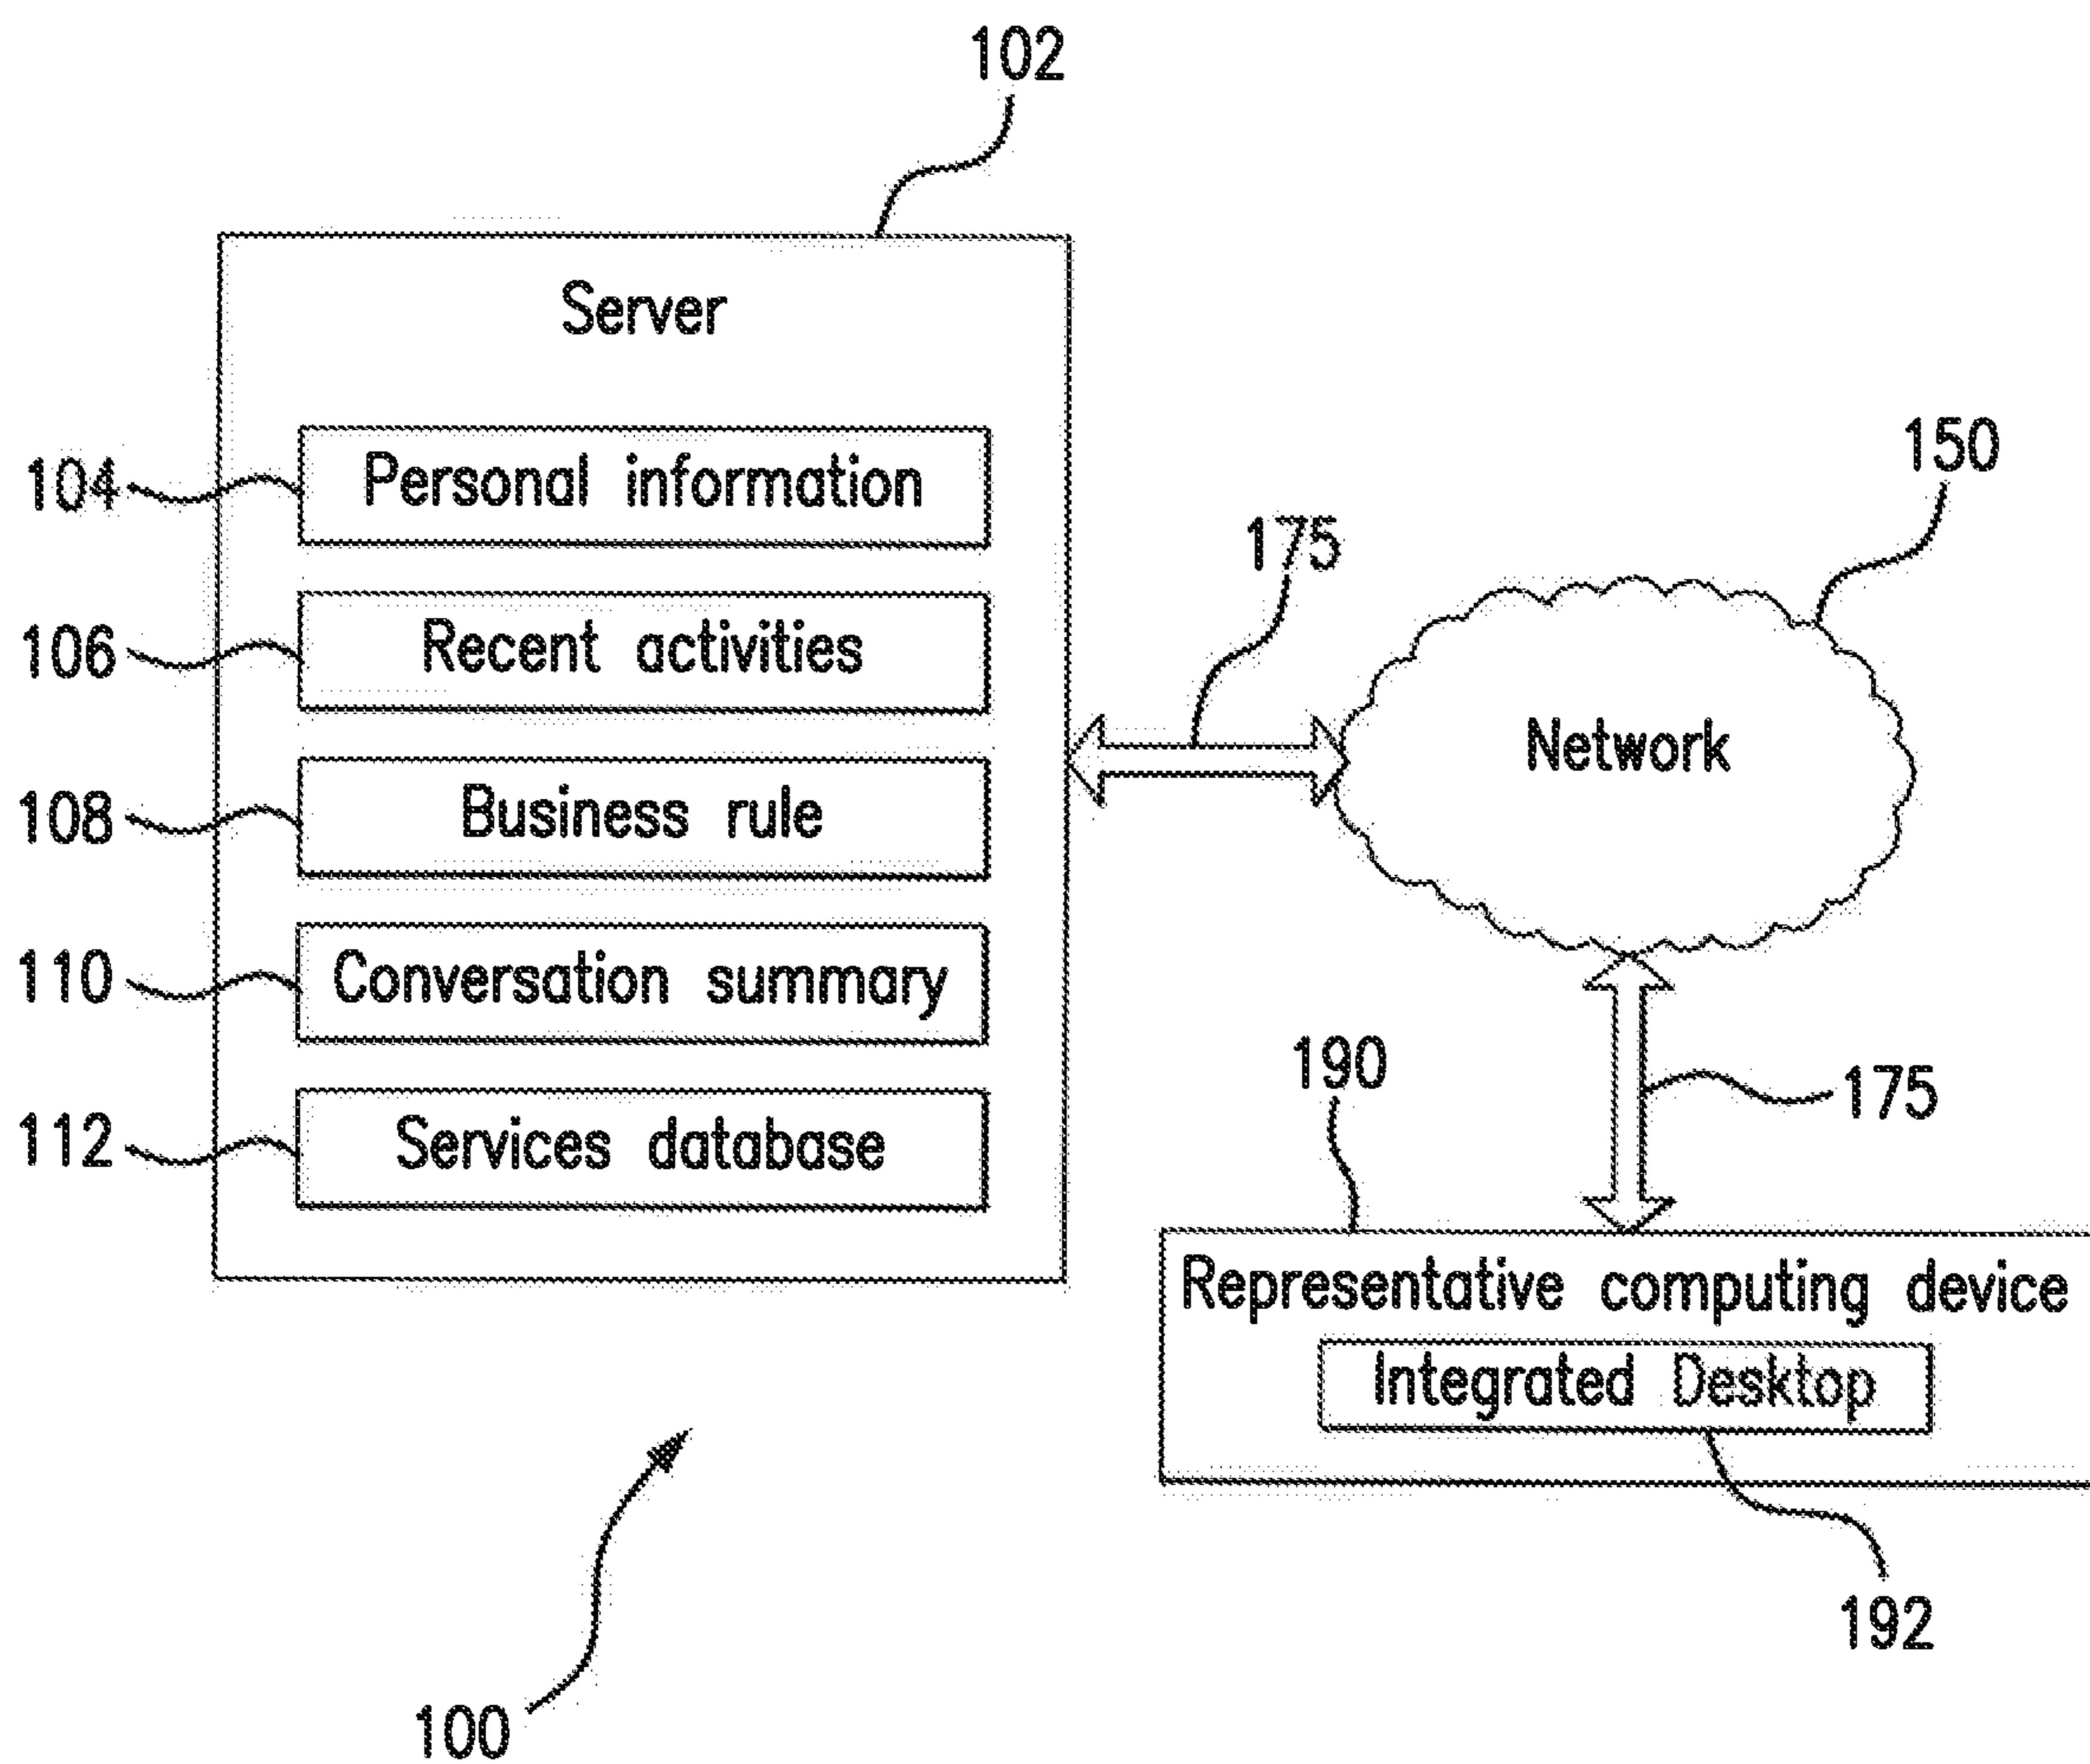 102
Server
104
Personal information
150
175
106
Recent activities
Network
108
Business rule
110
Conversation summary
190
175
112
Services database
Representative computing device
Integrated Desktop
192
100